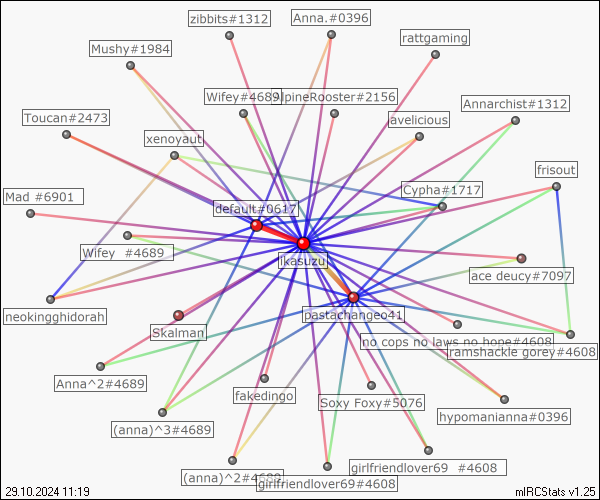 zibbits#1312
Anna.#0396
rattgaming
Mushy#1984
Wifey#4689
lpineRooster#2156
Annarchist#1312
Toucan#2473
avelicious
xenoyaut
frisout
Cypha#1717
Mad #6901
default#0617
Wifey  #4689
ikasuzu
ace deucy#7097
neokingghidorah
pastachangeo41
Skalman
no cops no laws no hope#4608
ramshackle gorey#4608
Anna^2#4689
fakedingo
Soxy Foxy#5076
hypomanianna#0396
(anna)^3#4689
girlfriendlover69  #4608
(anna)^2#4689
girlfriendlover69#4608
29.10.2024 11:19
mIRCStats v1.25